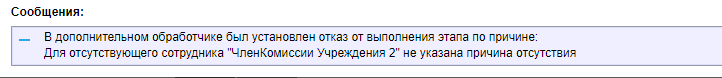 Сообщения:
В дополнительном обработчике был установлен отказ от выполнения этапа по причине:
Для отсутствующего сотрудника "ЧленКомиссии Учреждения 2" не указана причина отсутствия